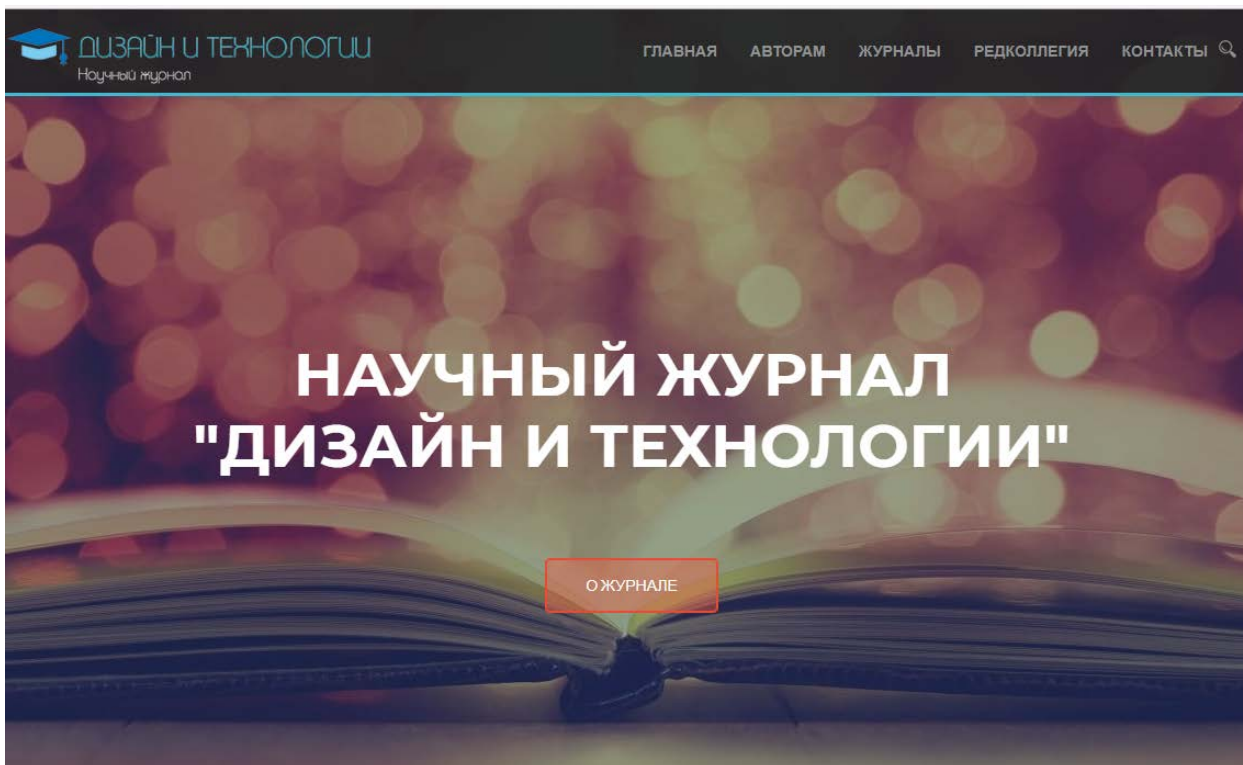 ДИЗАЙН И ТЕХНОЛОГИИ
Научный журнал
ГЛАВНАЯ АВТОРАМ ЖУРНАЛЫ РЕДКОЛЛЕГИЯ КОНТАКТЫ
НАУЧНЫЙ ЖУРНАЛ
"ДИЗАЙН И ТЕХНОЛОГИИ"
О ЖУРНАЛЕ